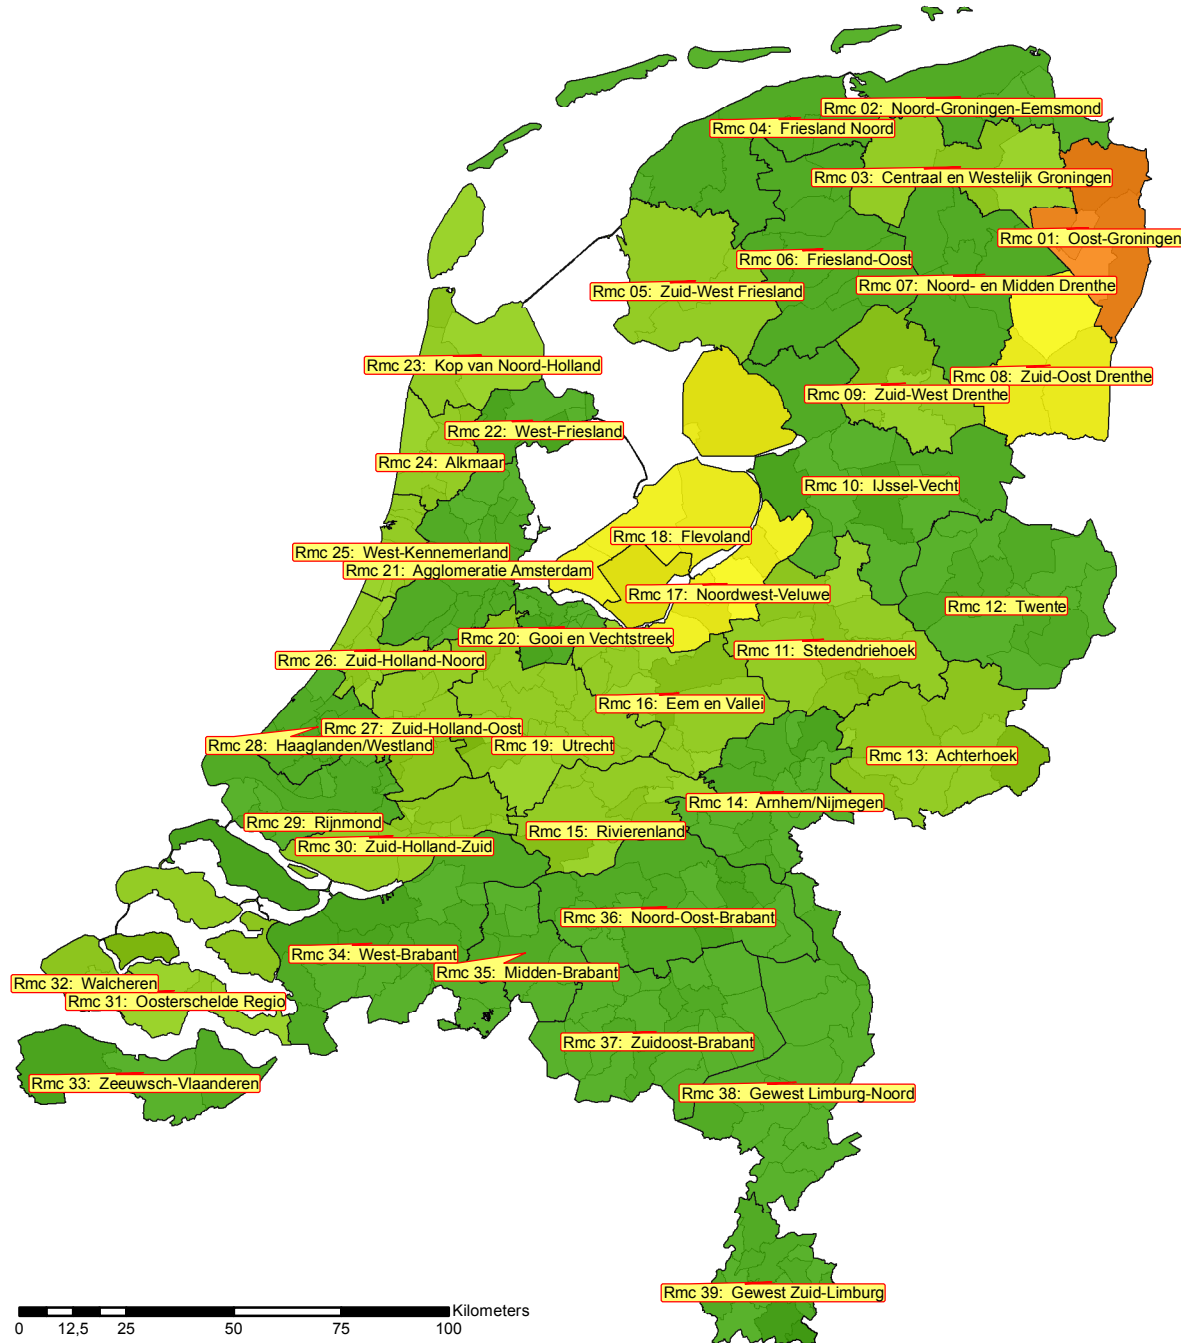 Rmc 02: Noord-Groningen-Eemsmond
Rmc 04: Friesland Noord
Rmc 03: Centraal en Westelijk Groningen
Rmc 01: Oost-Groningen
Rmc 06: Friesland-Oost
Rmc 07: Noord- en Midden Drenthe
Rmc 05: Zuid-West Friesland
Rmc 23: Kop van Noord-Holland
Rmc 08: Zuid-Oost Drenthe
Rmc 09: Zuid-West Drenthe
Rmc 22: West-Friesland
Rmc 24: Alkmaar
Rmc 10: IJssel-Vecht
Rmc 18: Flevoland
Rmc 25: West-Kennemerland
Rmc 21: Agglomeratie Amsterdam
Rmc 17: Noordwest-Veluwe
Rmc 12: Twente
Rmc 20: Gooi en Vechtstreek
Rmc 11: Stedendriehoek
Rmc 26: Zuid-Holland-Noord
Rmc 16: Eem en Vallei
Rmc 27: Zuid-Holland-Oost
Rmc 28: Haaglanden/Westland
Rmc 19: Utrecht
Rmc 13: Achterhoek
Rmc 14: Arnhem/Nijmegen
Rmc 29: Rijnmond
Rmc 15: Rivierenland
Rmc 30: Zuid-Holland-Zuid
Rmc 36: Noord-Oost-Brabant
Rmc 34: West-Brabant
Rmc 35: Midden-Brabant
Rmc 32: Walcheren
Rmc 31: Oosterschelde Regio
Rmc 37: Zuidoost-Brabant
Rmc 33: Zeeuwsch-Vlaanderen
Rmc 38: Gewest Limburg-Noord
Rmc 39: Gewest Zuid-Limburg
Kilometers
0 12,5 25 50 75 100